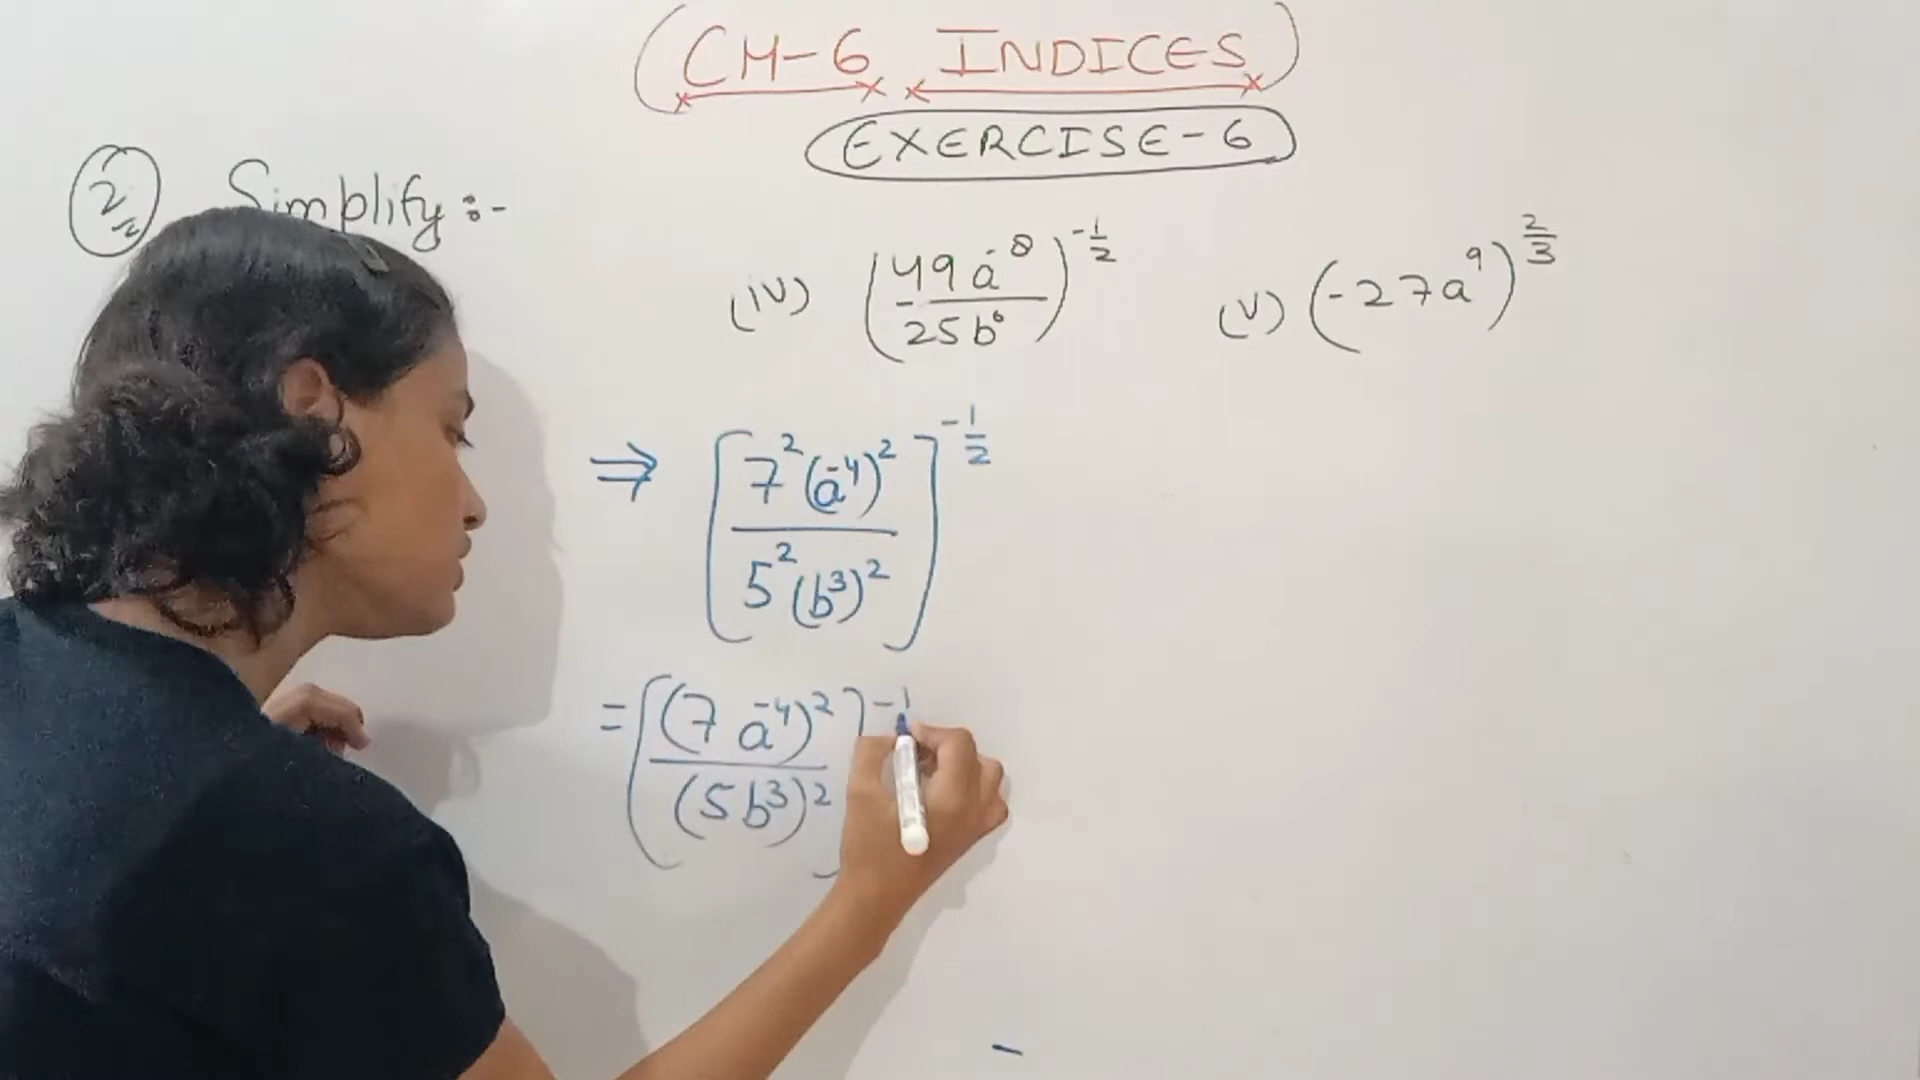 CH-6 INDICES
EXERCISE-6
2 Simplify :-
(iv) (49a⁻⁸/25b⁶)^(-1/2) (v) (-27a⁹)^(2/3)
⇒ [7²(a⁻⁴)²/5²(b³)²]^(-1/2)
= [(7a⁻⁴)²/(5b³)²]^(-1